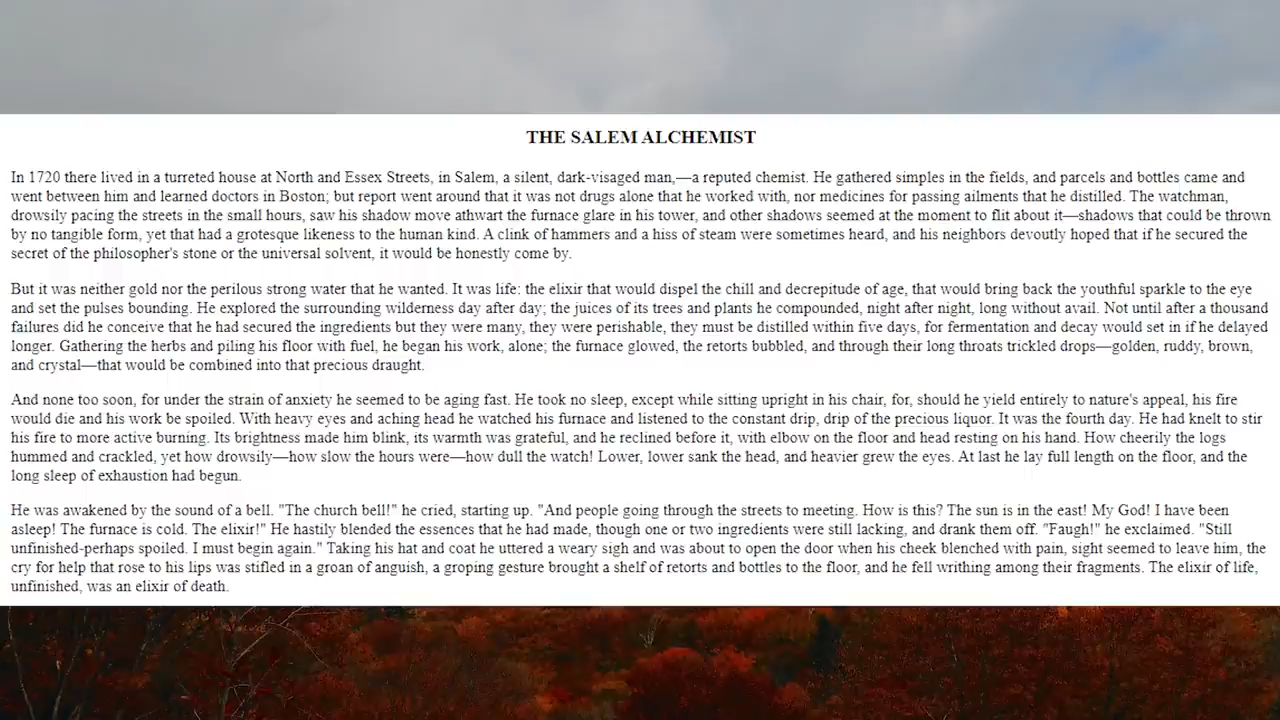 THE SALEM ALCHEMIST
In 1720 there lived in a turreted house at North and Essex Streets, in Salem, a silent, dark-visaged man,—a reputed chemist. He gathered simples in the fields, and parcels and bottles came and
went between him and learned doctors in Boston; but report went around that it was not drugs alone that he worked with, nor medicines for passing ailments that he distilled. The watchman,
drowsily pacing the streets in the small hours, saw his shadow move athwart the furnace glare in his tower, and other shadows seemed at the moment to flit about it—shadows that could be thrown
by no tangible form, yet that had a grotesque likeness to the human kind. A clink of hammers and a hiss of steam were sometimes heard, and his neighbors devoutly hoped that if he secured the
secret of the philosopher's stone or the universal solvent, it would be honestly come by.
But it was neither gold nor the perilous strong water that he wanted. It was life: the elixir that would dispel the chill and decrepitude of age, that would bring back the youthful sparkle to the eye
and set the pulses bounding. He explored the surrounding wilderness day after day; the juices of its trees and plants he compounded, night after night, long without avail. Not until after a thousand
failures did he conceive that he had secured the ingredients but they were many, they were perishable, they must be distilled within five days, for fermentation and decay would set in if he delayed
longer. Gathering the herbs and piling his floor with fuel, he began his work, alone; the furnace glowed, the retorts bubbled, and through their long throats trickled drops—golden, ruddy, brown,
and crystal—that would be combined into that precious draught.
And none too soon, for under the strain of anxiety he seemed to be aging fast. He took no sleep, except while sitting upright in his chair, for, should he yield entirely to nature's appeal, his fire
would die and his work be spoiled. With heavy eyes and aching head he watched his furnace and listened to the constant drip, drip of the precious liquor. It was the fourth day. He had knelt to stir
his fire to more active burning. Its brightness made him blink, its warmth was grateful, and he reclined before it, with elbow on the floor and head resting on his hand. How cheerily the logs
hummed and crackled, yet how drowsily—how slow the hours were—how dull the watch! Lower, lower sank the head, and heavier grew the eyes. At last he lay full length on the floor, and the
long sleep of exhaustion had begun.
He was awakened by the sound of a bell. "The church bell!" he cried, starting up. "And people going through the streets to meeting. How is this? The sun is in the east! My God! I have been
asleep! The furnace is cold. The elixir!" He hastily blended the essences that he had made, though one or two ingredients were still lacking, and drank them off. "Faugh!" he exclaimed. "Still
unfinished-perhaps spoiled. I must begin again." Taking his hat and coat he uttered a weary sigh and was about to open the door when his cheek blenched with pain, sight seemed to leave him, the
cry for help that rose to his lips was stifled in a groan of anguish, a groping gesture brought a shelf of retorts and bottles to the floor, and he fell writhing among their fragments. The elixir of life,
unfinished, was an elixir of death.